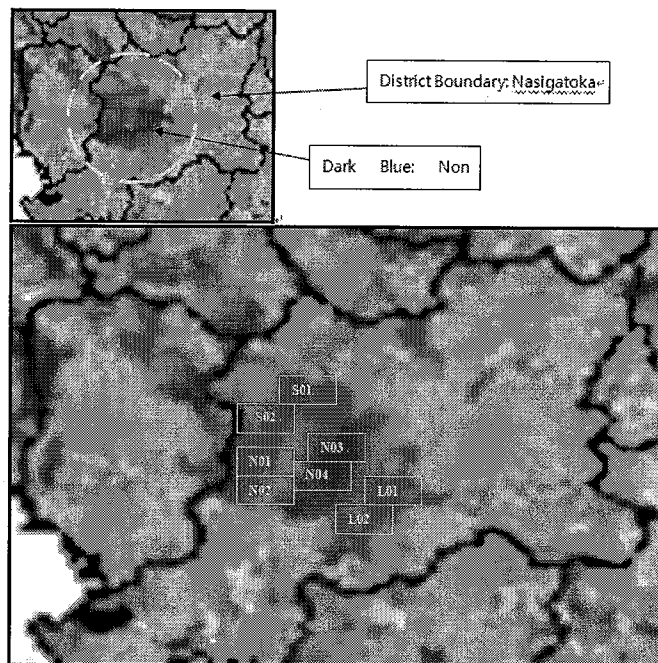 District Boundary: Nasigatoka
Dark Blue: Non
S01
S02
N03
N01
N04
N02
L01
L02